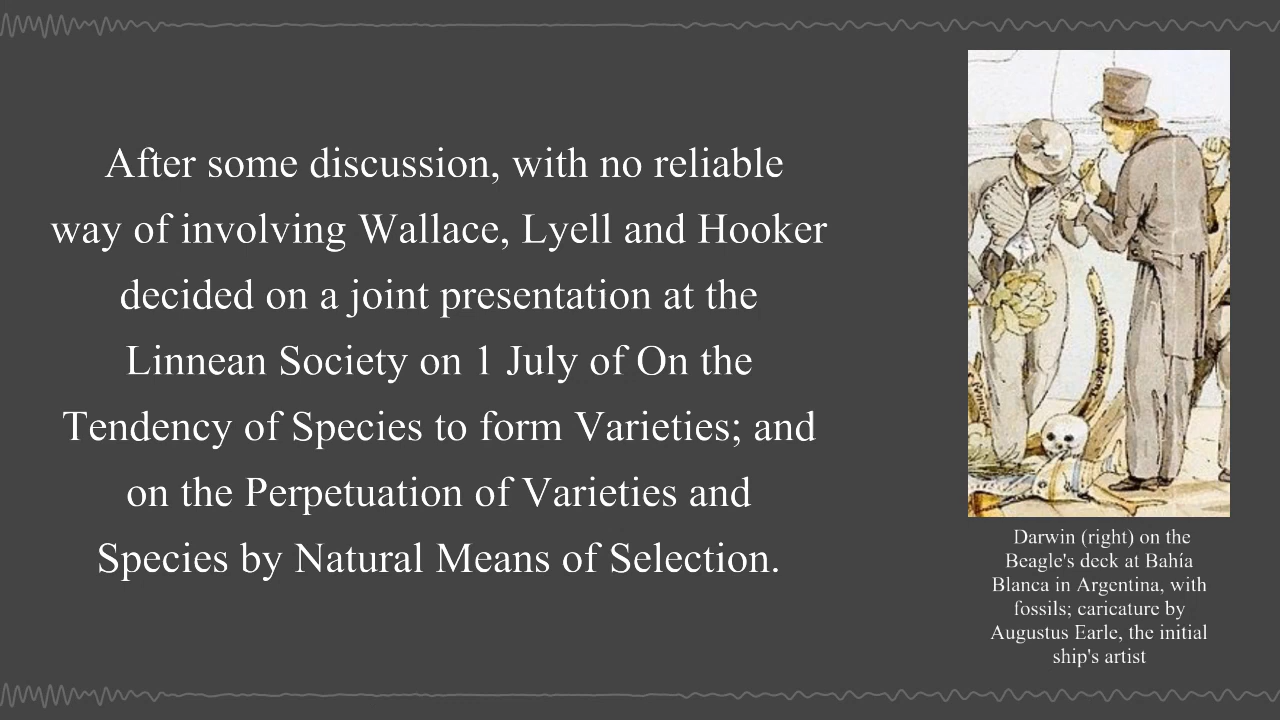 After some discussion, with no reliable
way of involving Wallace, Lyell and Hooker
decided on a joint presentation at the
Linnean Society on 1 July of On the
Tendency of Species to form Varieties; and
on the Perpetuation of Varieties and
Species by Natural Means of Selection.
Darwin (right) on the
Beagle's deck at Bahía
Blanca in Argentina, with
fossils; caricature by
Augustus Earle, the initial
ship's artist